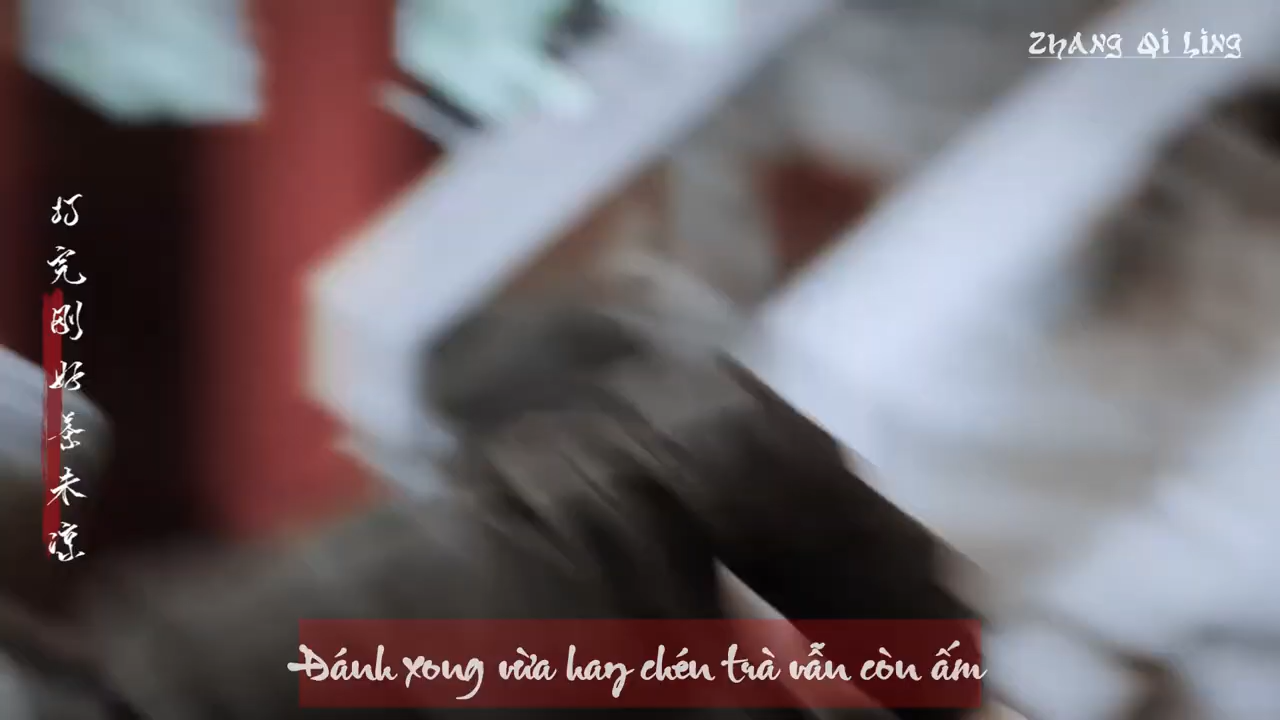 ZHANG QI LING
打完刚好茶未凉
Đánh xong vừa hay chén trà vẫn còn ấm